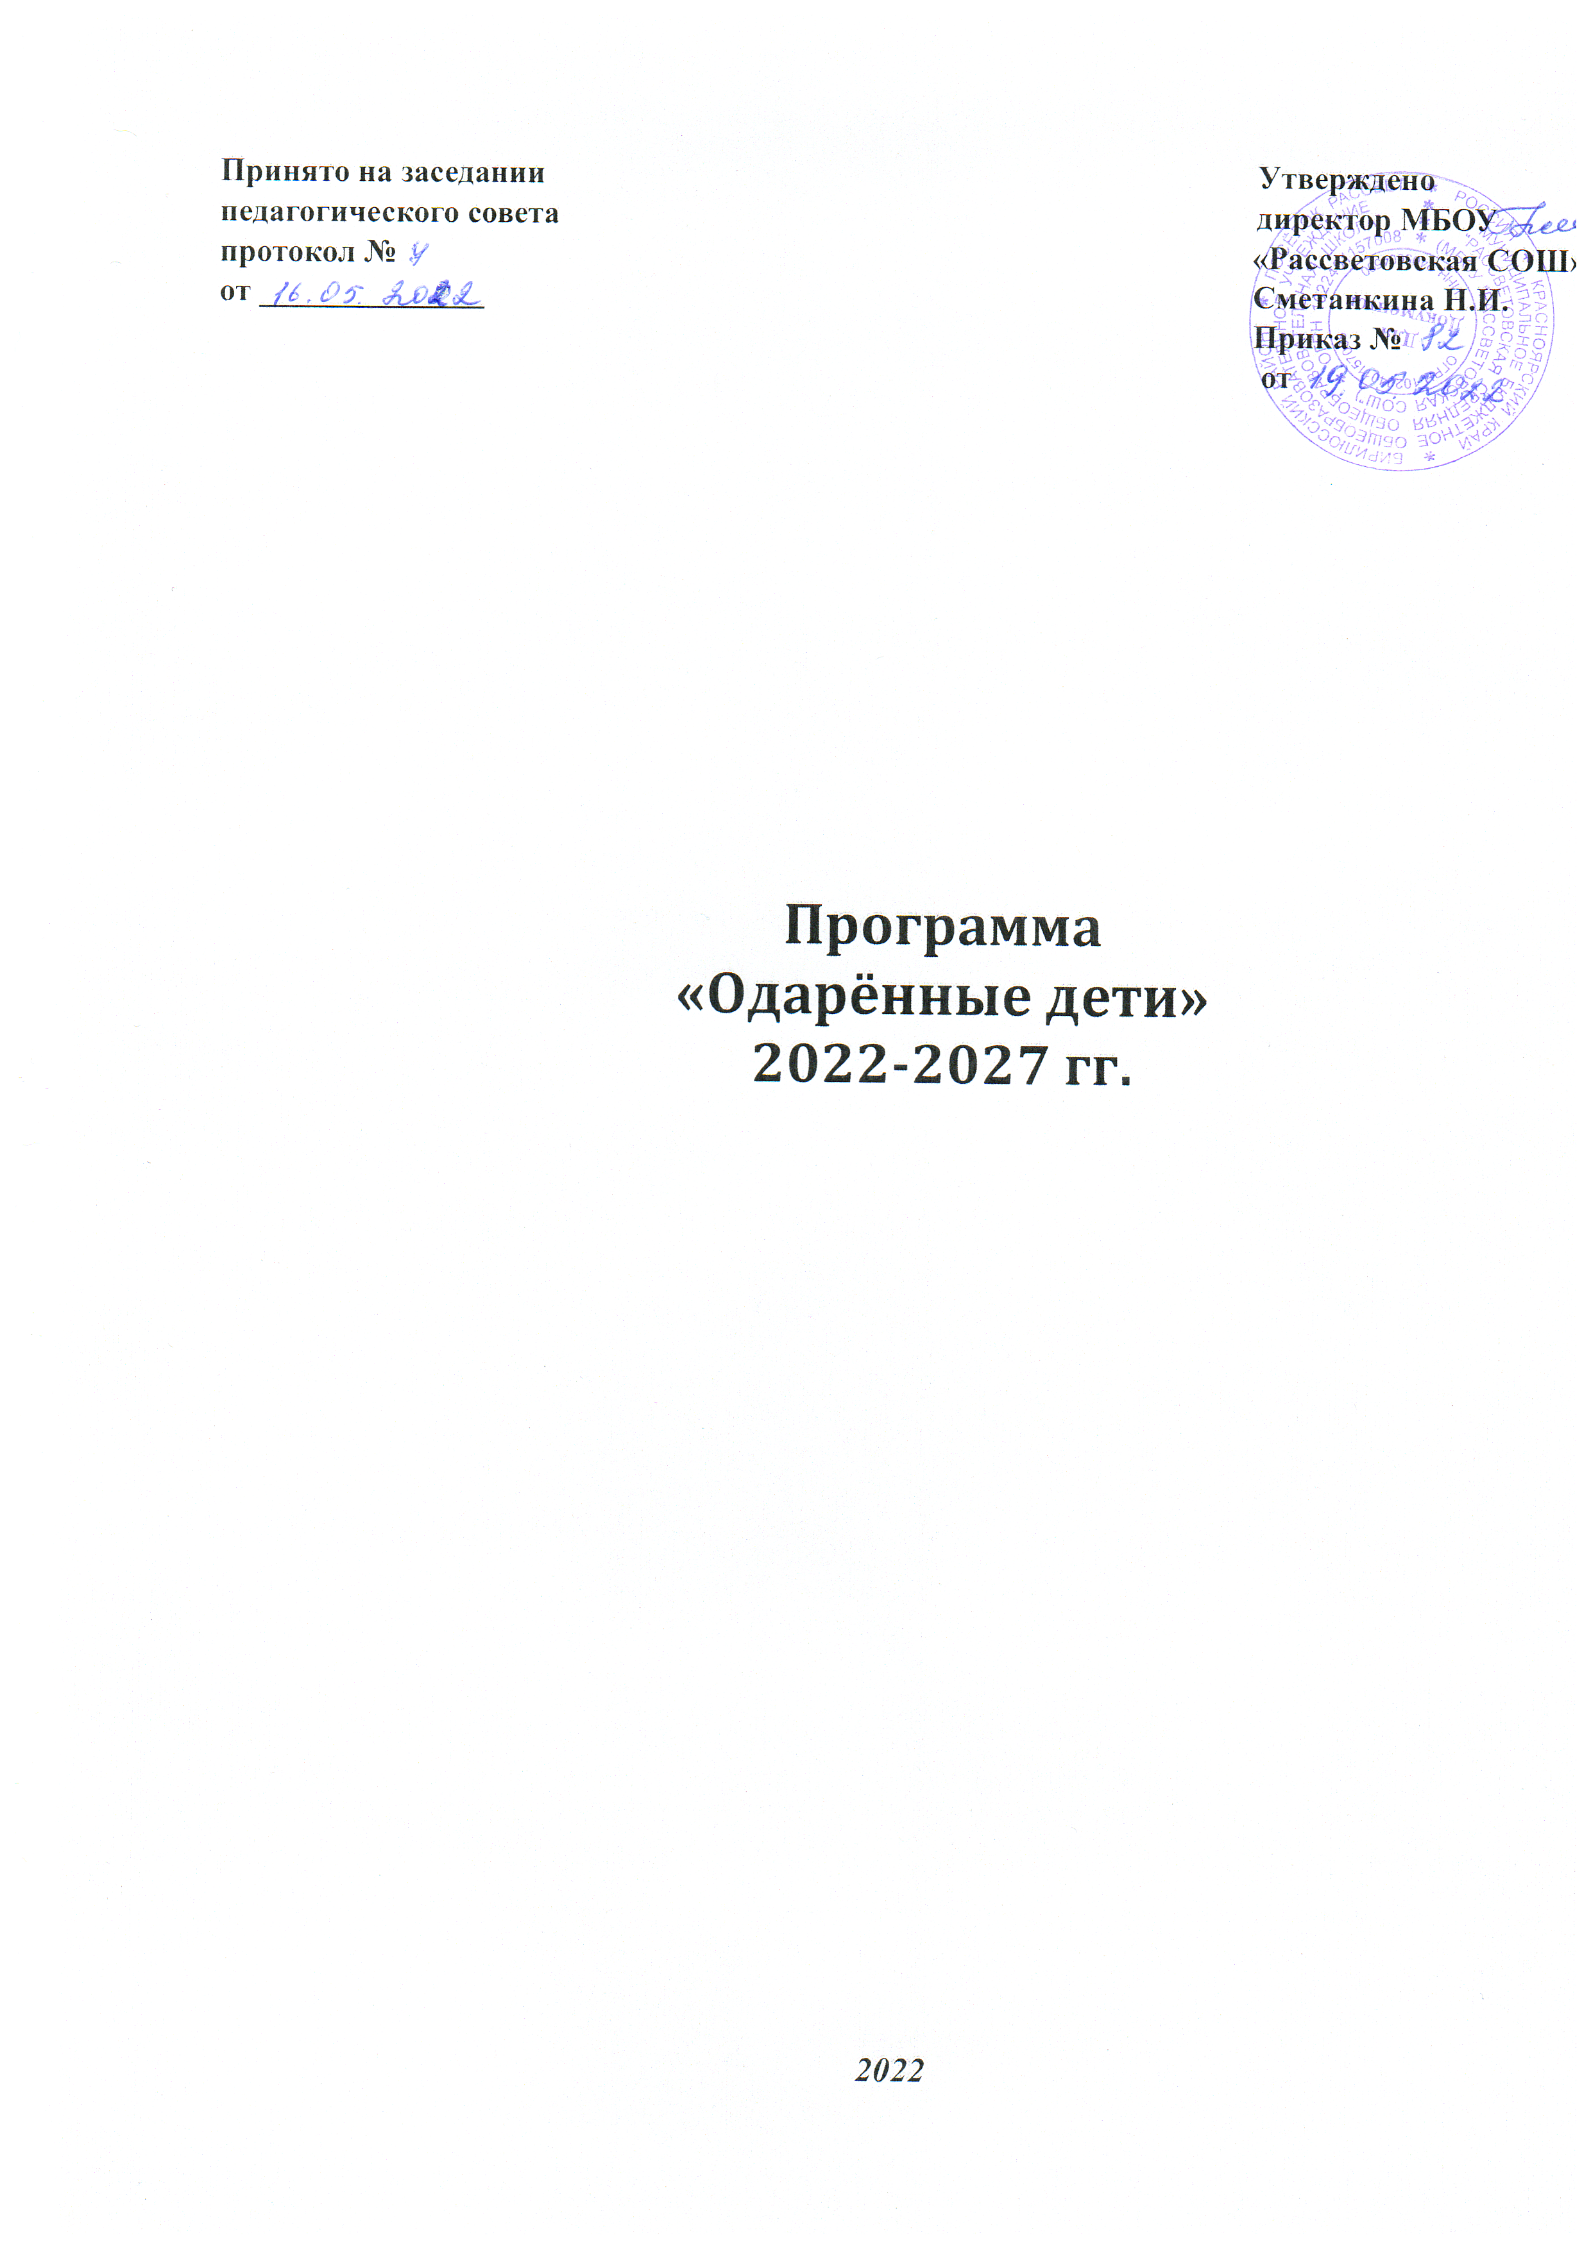 Принято на заседании
педагогического совета
протокол № 4
от 16.05.2022
Утверждено
директор МБОУ
«Рассветовская СОШ»
Сметанкина Н.И.
Приказ № 82
от 19.05.2022
Программа
«Одарённые дети»
2022-2027 гг.
2022